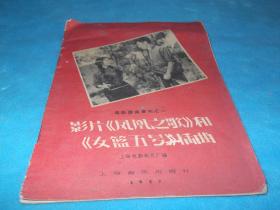 影片《凤凰之歌》和
《女篮五号》插曲
上海电影制片厂编
上海音乐出版社